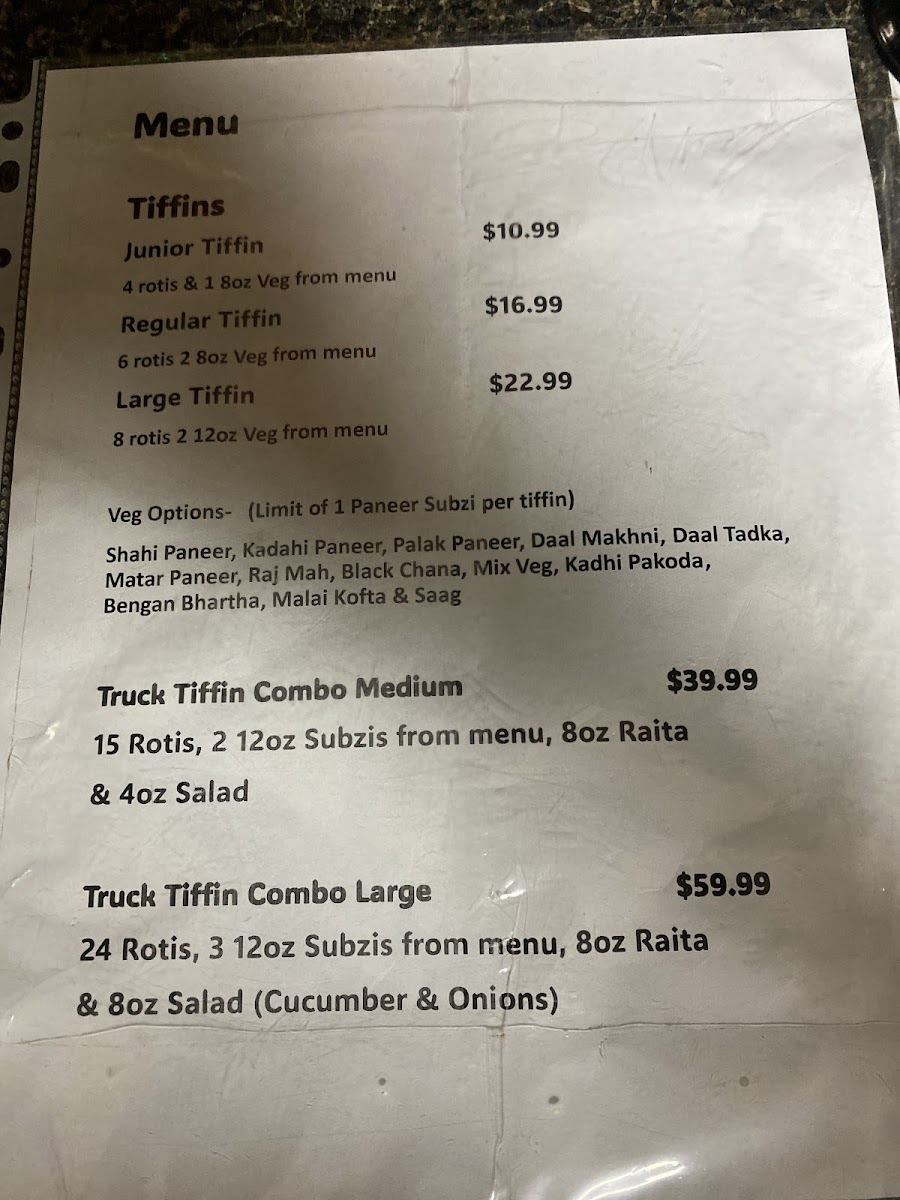 Menu
Tiffins
Junior Tiffin $10.99
4 rotis & 1 8oz Veg from menu
Regular Tiffin $16.99
6 rotis 2 8oz Veg from menu
Large Tiffin $22.99
8 rotis 2 12oz Veg from menu
Veg Options- (Limit of 1 Paneer Subzi per tiffin)
Shahi Paneer, Kadahi Paneer, Palak Paneer, Daal Makhni, Daal Tadka,
Matar Paneer, Raj Mah, Black Chana, Mix Veg, Kadhi Pakoda,
Bengan Bhartha, Malai Kofta & Saag
Truck Tiffin Combo Medium $39.99
15 Rotis, 2 12oz Subzis from menu, 8oz Raita
& 4oz Salad
Truck Tiffin Combo Large $59.99
24 Rotis, 3 12oz Subzis from menu, 8oz Raita
& 8oz Salad (Cucumber & Onions)